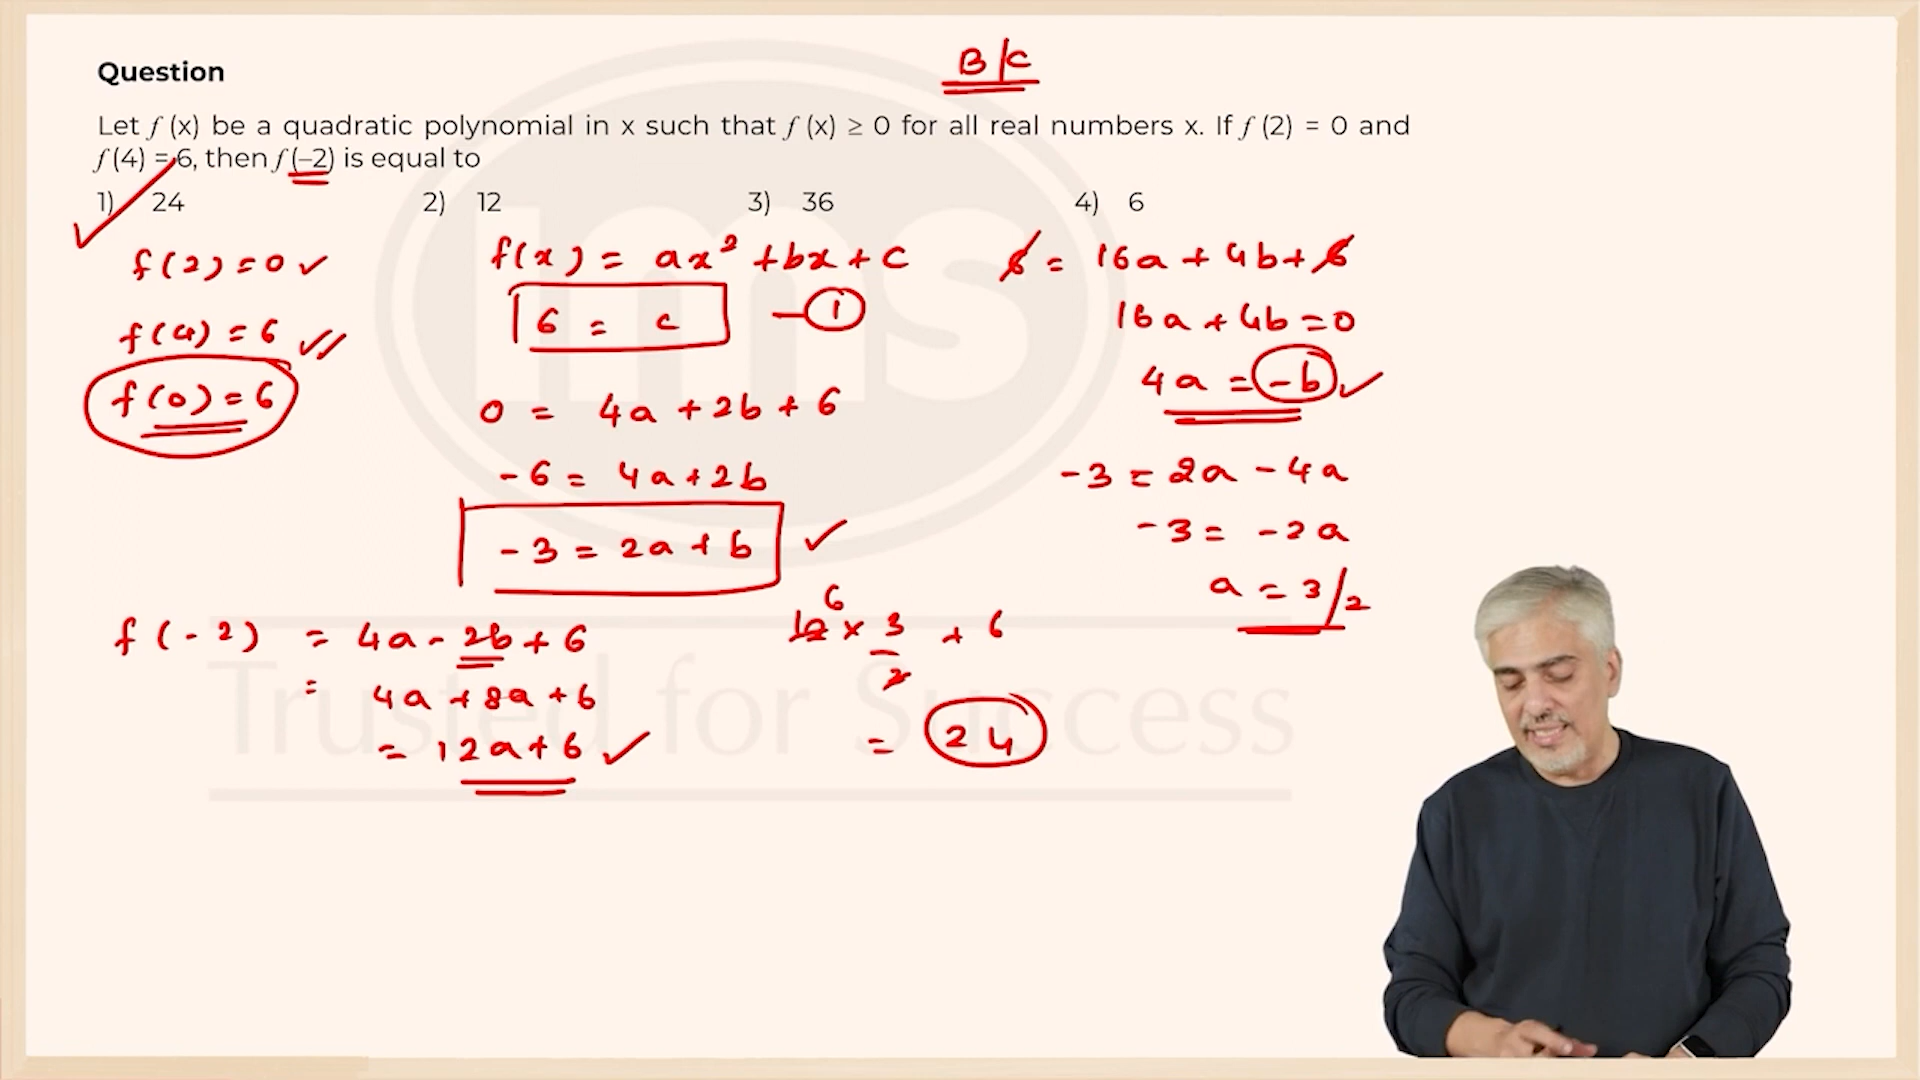 B/C
Question
Let f (x) be a quadratic polynomial in x such that f (x) ≥ 0 for all real numbers x. If f (2) = 0 and
f (4) = 6, then f (–2) is equal to
1) 24 2) 12 3) 36 4) 6
f(2) = 0 ✓
f(4) = 6 ✓✓
f(0) = 6
f(x) = ax² + bx + c
6 = c — 1
0 = 4a + 2b + 6
-6 = 4a + 2b
-3 = 2a + b ✓
6 = 16a + 4b + 6
16a + 4b = 0
4a = -b ✓
-3 = 2a - 4a
-3 = -2a
a = 3/2
f(-2) = 4a - 2b + 6
= 4a + 8a + 6
= 12a + 6 ✓
6
12 × 3/2 + 6
= 24
ims
Trusted for Success